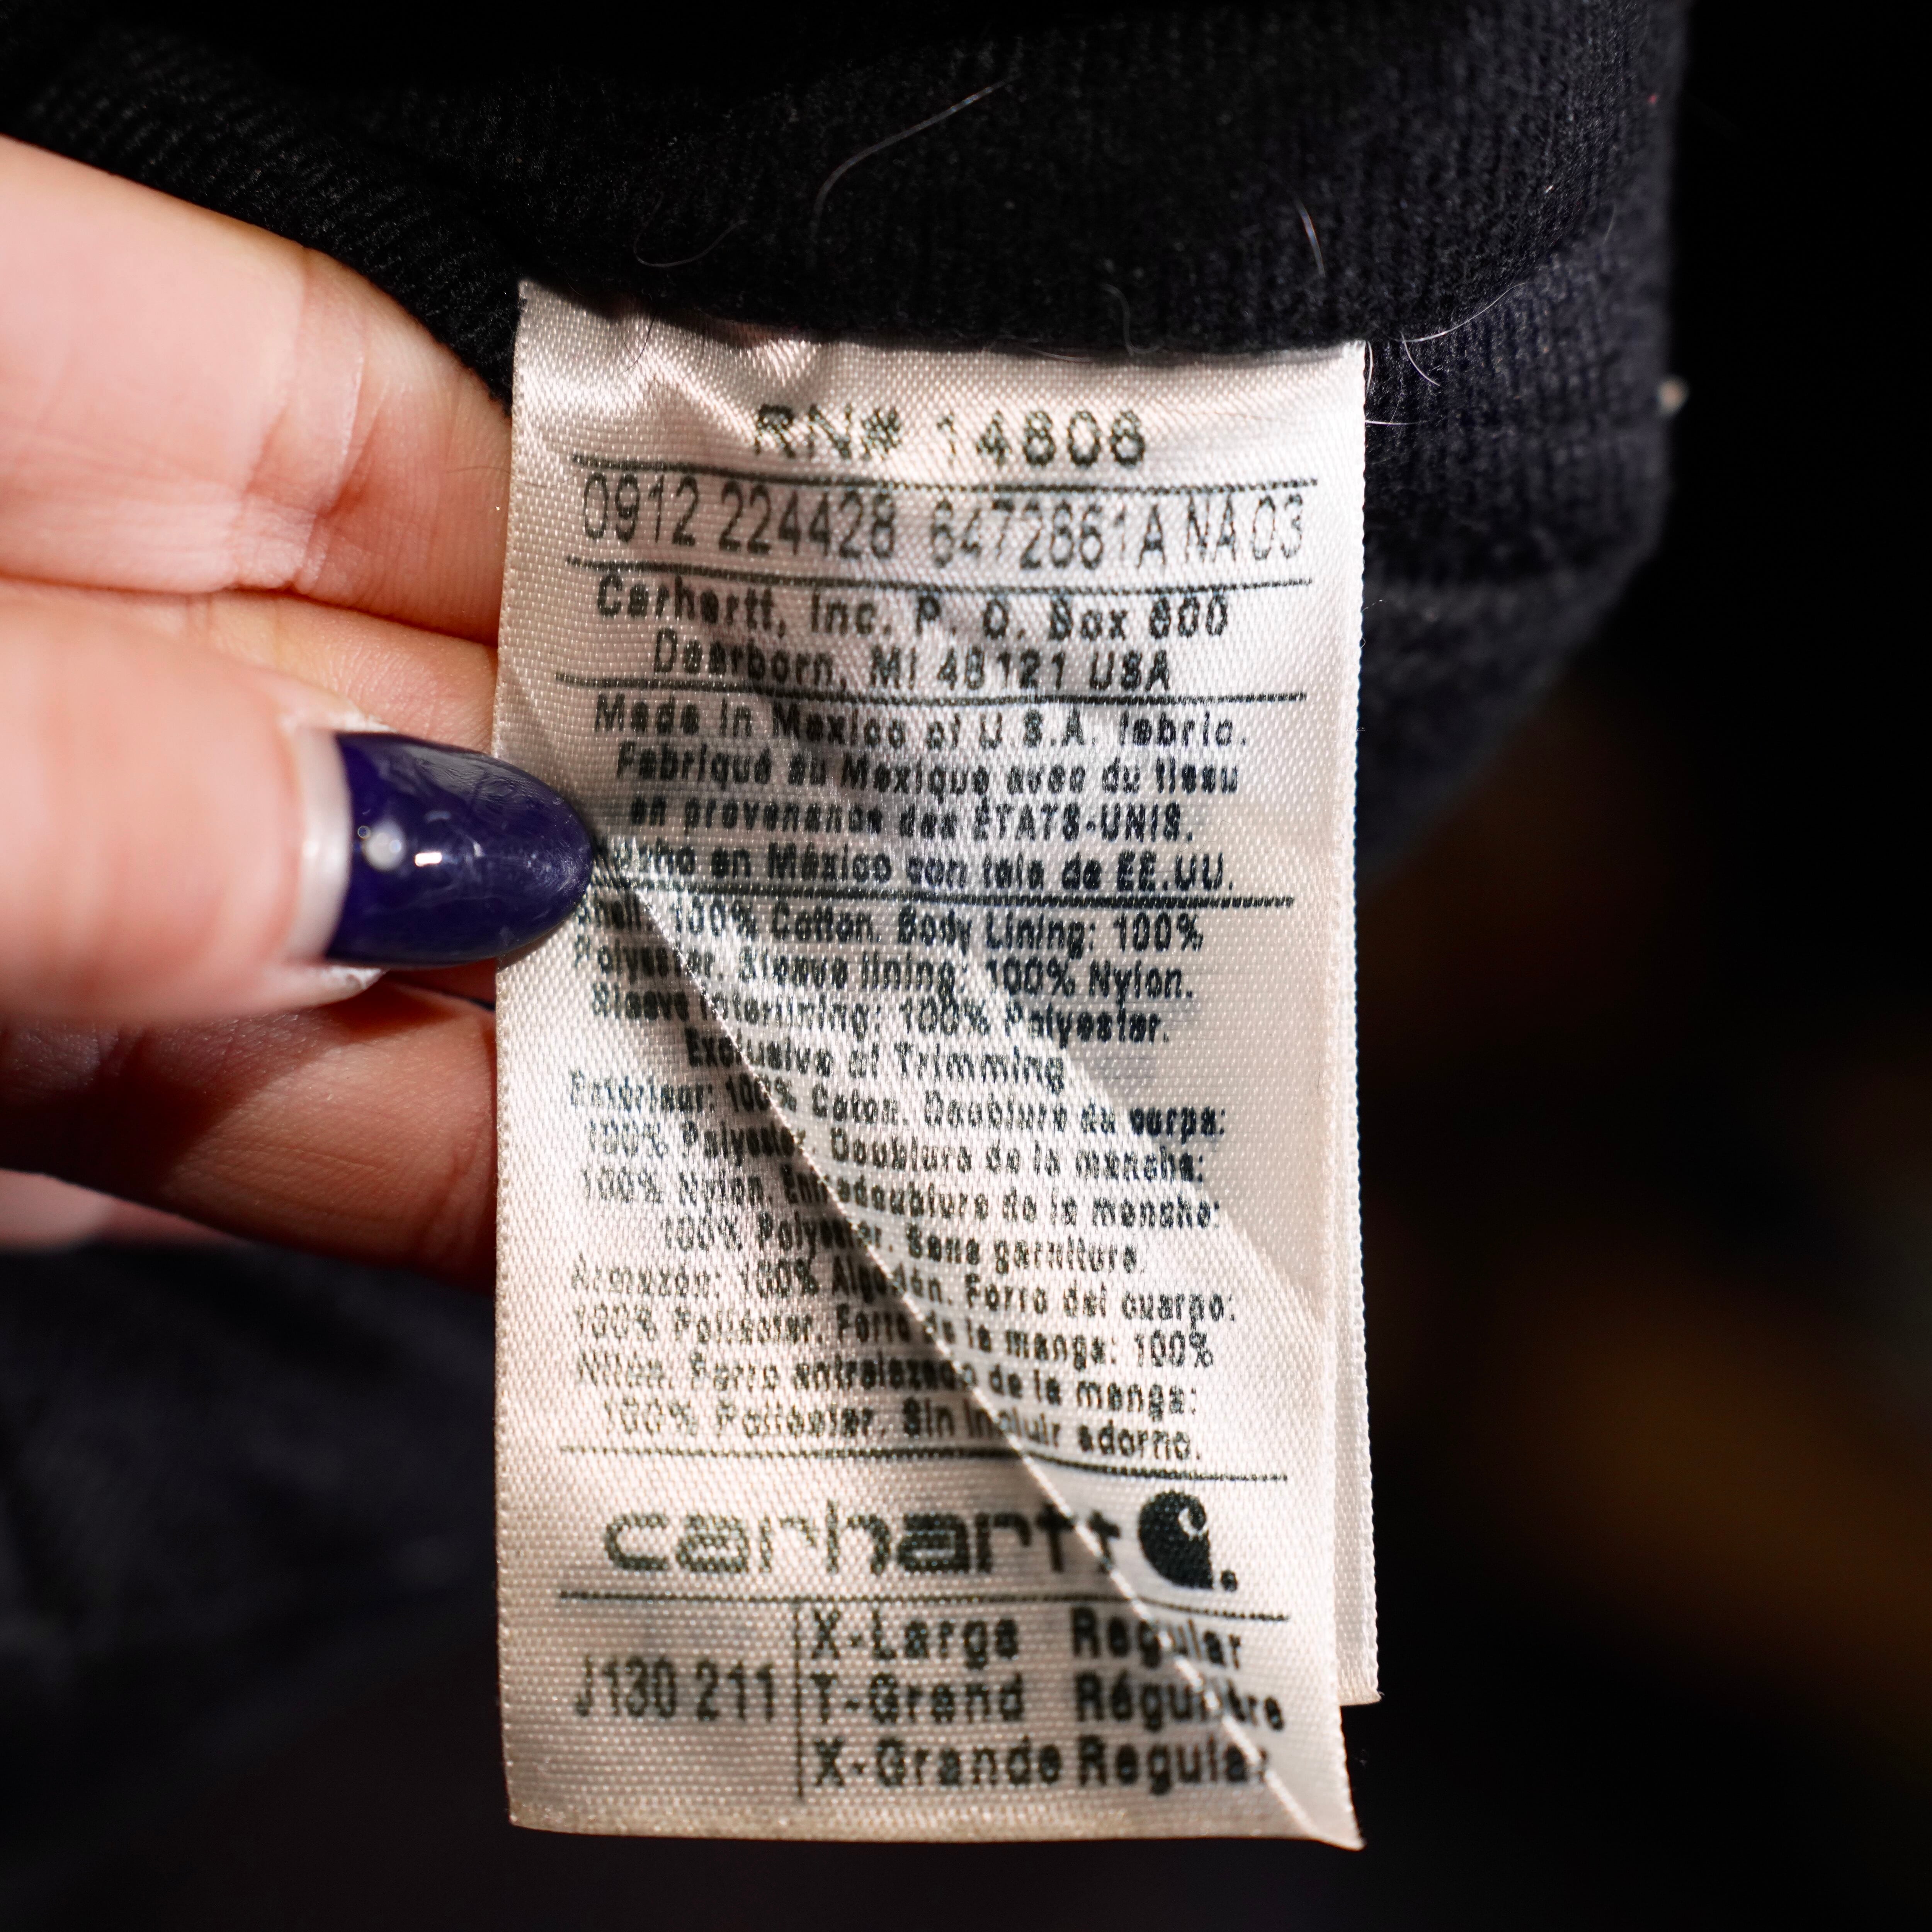 RN# 14806
0912 224428 6472661A NA 03
Carhartt, Inc. P. O. Box 600
Dearborn, MI 48121 USA
Made in Mexico of U.S.A. fabric.
Fabriqué au Mexique avec du tissu
en provenance des ÉTATS-UNIS.
en México con tela de EE.UU.
Shell: 100% Cotton. Body Lining: 100%
Polyester. Sleeve lining: 100% Nylon.
Sleeve interlining: 100% Polyester.
Exclusive of Trimming
Extérieur: 100% Coton. Doublure du corps:
100% Polyester. Doublure de la manche:
100% Nylon. Entredoublure de la manche:
100% Polyester. Sans garniture.
Armazón: 100% Algodón. Forro del cuerpo:
100% Poliéster. Forro de la manga: 100%
Nilón. Forro entrelazado de la manga:
100% Poliéster. Sin incluir adorno.
carhartt
J130 211
X-Large Regular
T-Grand Régulière
X-Grande Regular